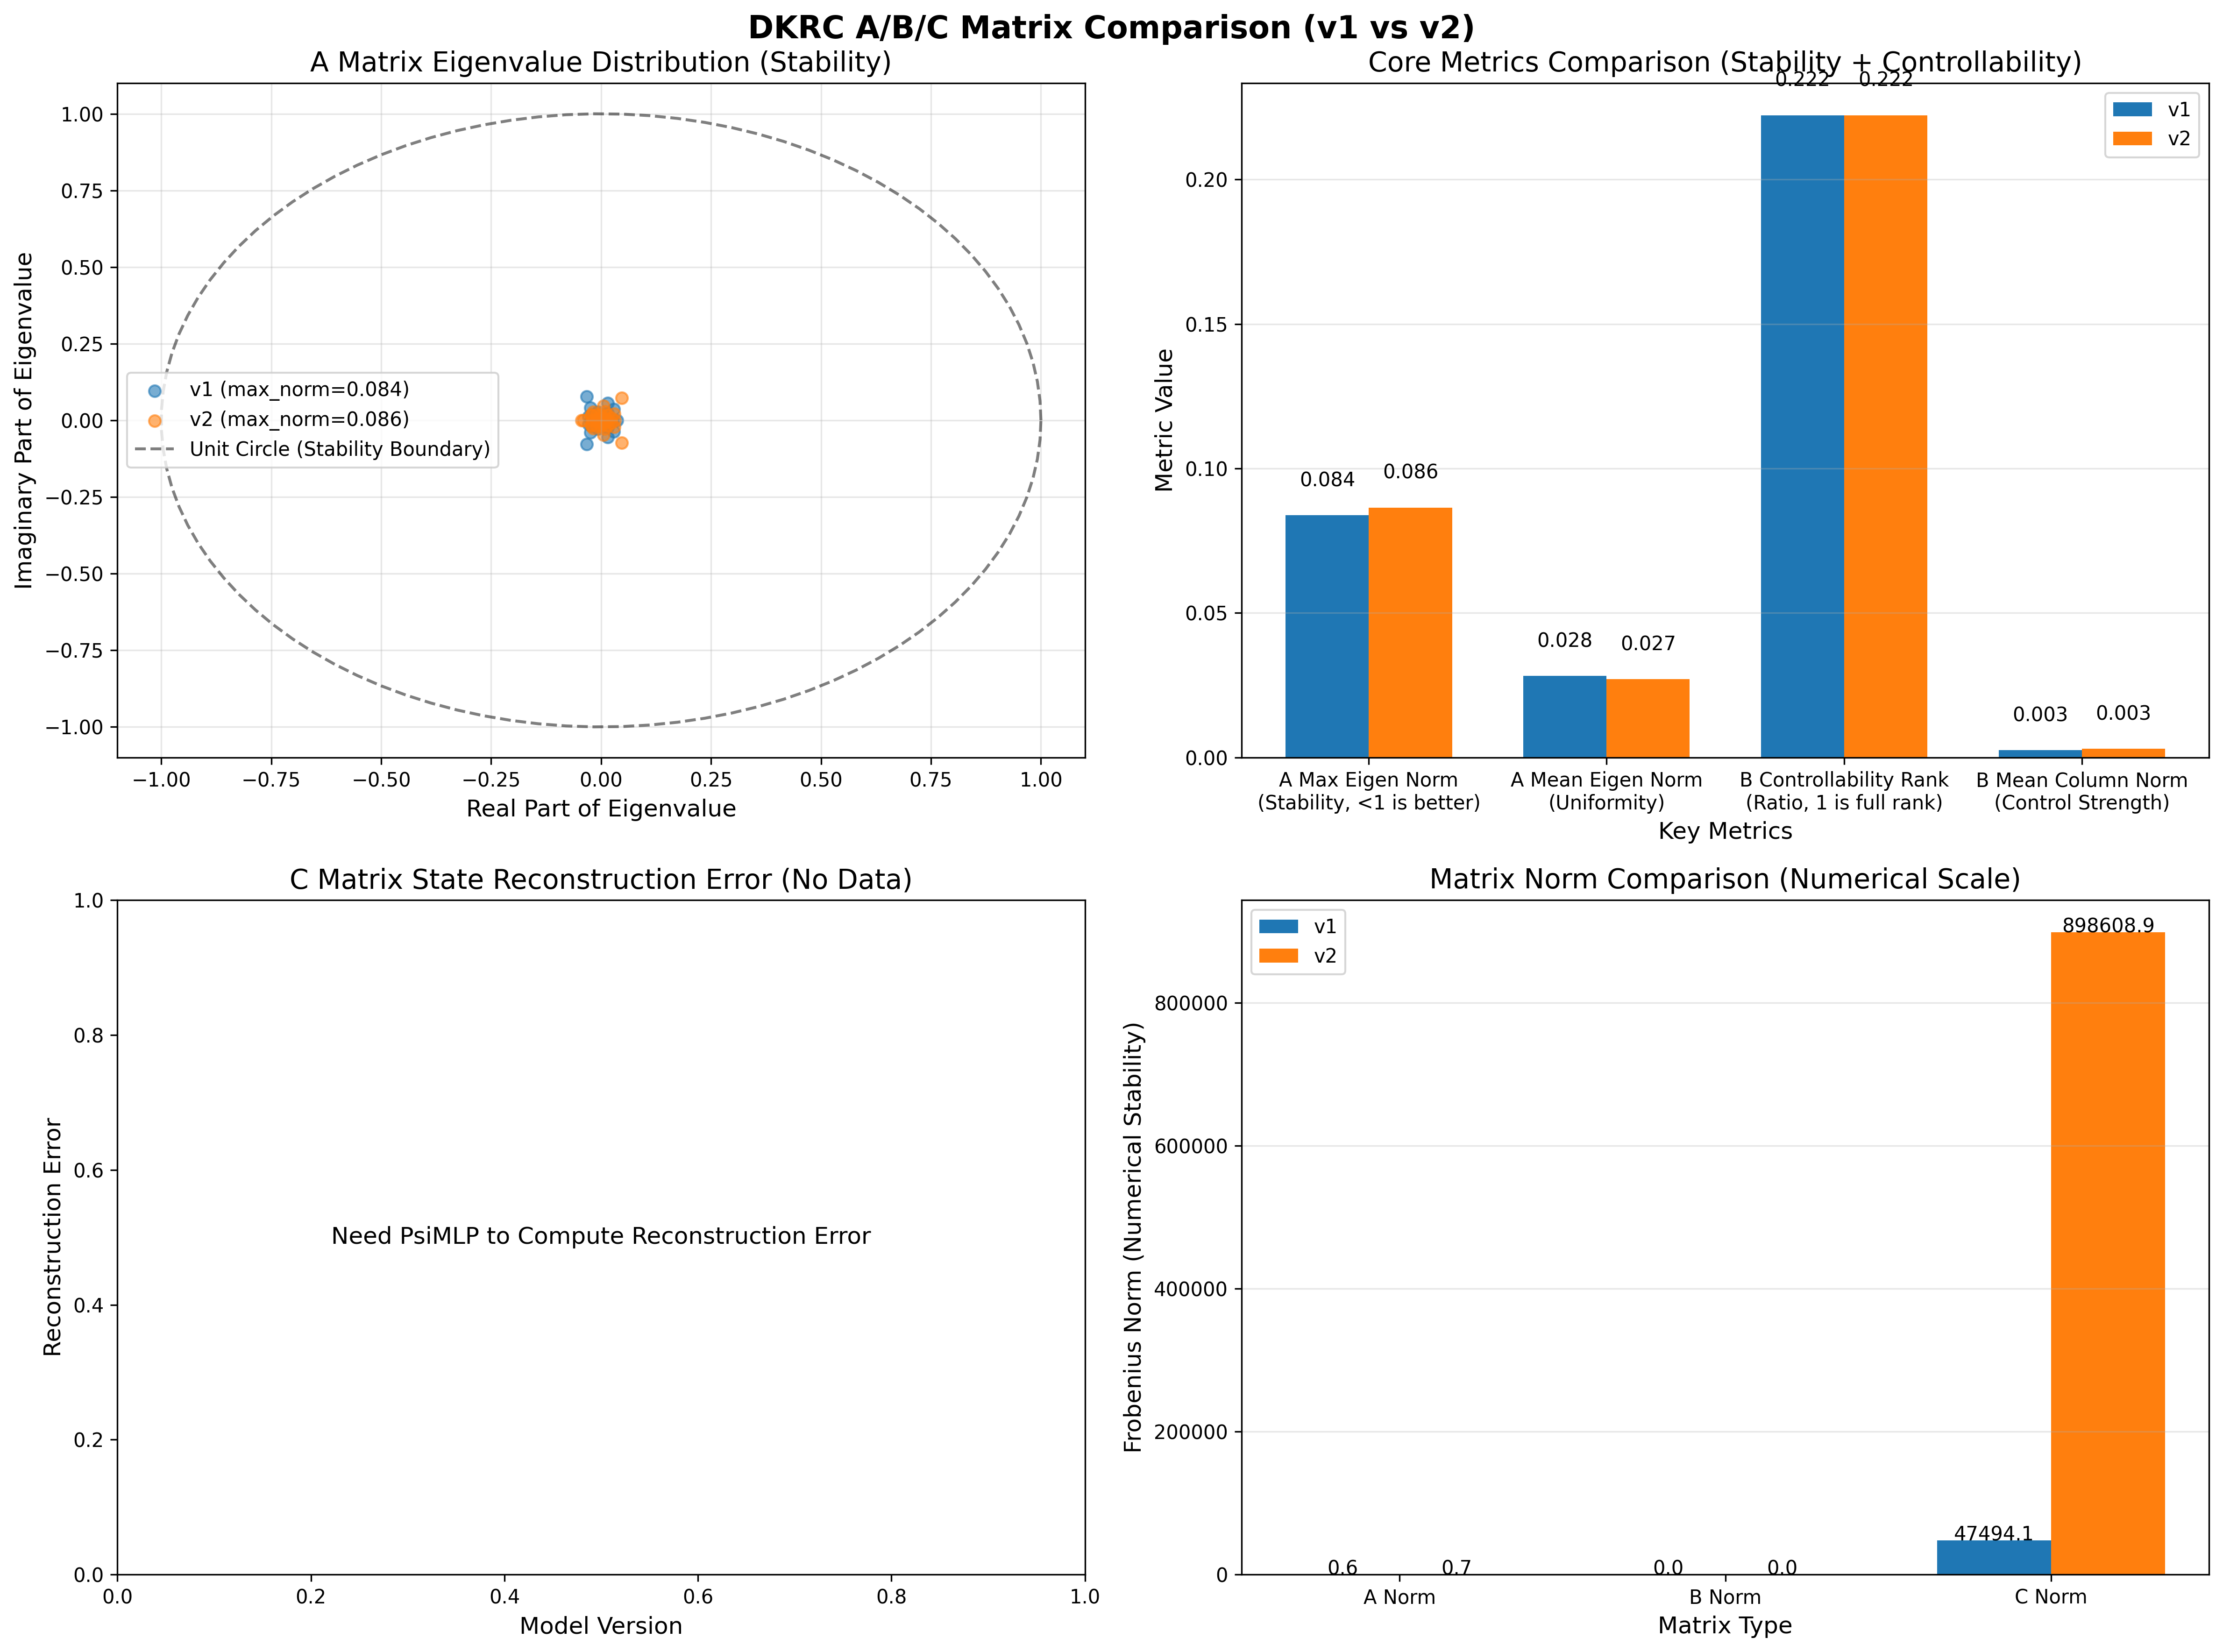 DKRC A/B/C Matrix Comparison (v1 vs v2)
A Matrix Eigenvalue Distribution (Stability)
Imaginary Part of Eigenvalue
1.00
0.75
0.50
0.25
0.00
−0.25
−0.50
−0.75
−1.00
v1 (max_norm=0.084)
v2 (max_norm=0.086)
Unit Circle (Stability Boundary)
−1.00 −0.75 −0.50 −0.25 0.00 0.25 0.50 0.75 1.00
Real Part of Eigenvalue
Core Metrics Comparison (Stability + Controllability)
Metric Value
0.20
0.15
0.10
0.05
0.00
0.222 0.222
v1
v2
0.084 0.086
0.028 0.027
0.003 0.003
A Max Eigen Norm A Mean Eigen Norm B Controllability Rank B Mean Column Norm
(Stability, <1 is better) (Uniformity) (Ratio, 1 is full rank) (Control Strength)
Key Metrics
C Matrix State Reconstruction Error (No Data)
Reconstruction Error
1.0
0.8
0.6
0.4
0.2
0.0
Need PsiMLP to Compute Reconstruction Error
0.0 0.2 0.4 0.6 0.8 1.0
Model Version
Matrix Norm Comparison (Numerical Scale)
Frobenius Norm (Numerical Stability)
800000
600000
400000
200000
0
v1
v2
898608.9
47494.1
0.6 0.7 0.0 0.0
A Norm B Norm C Norm
Matrix Type